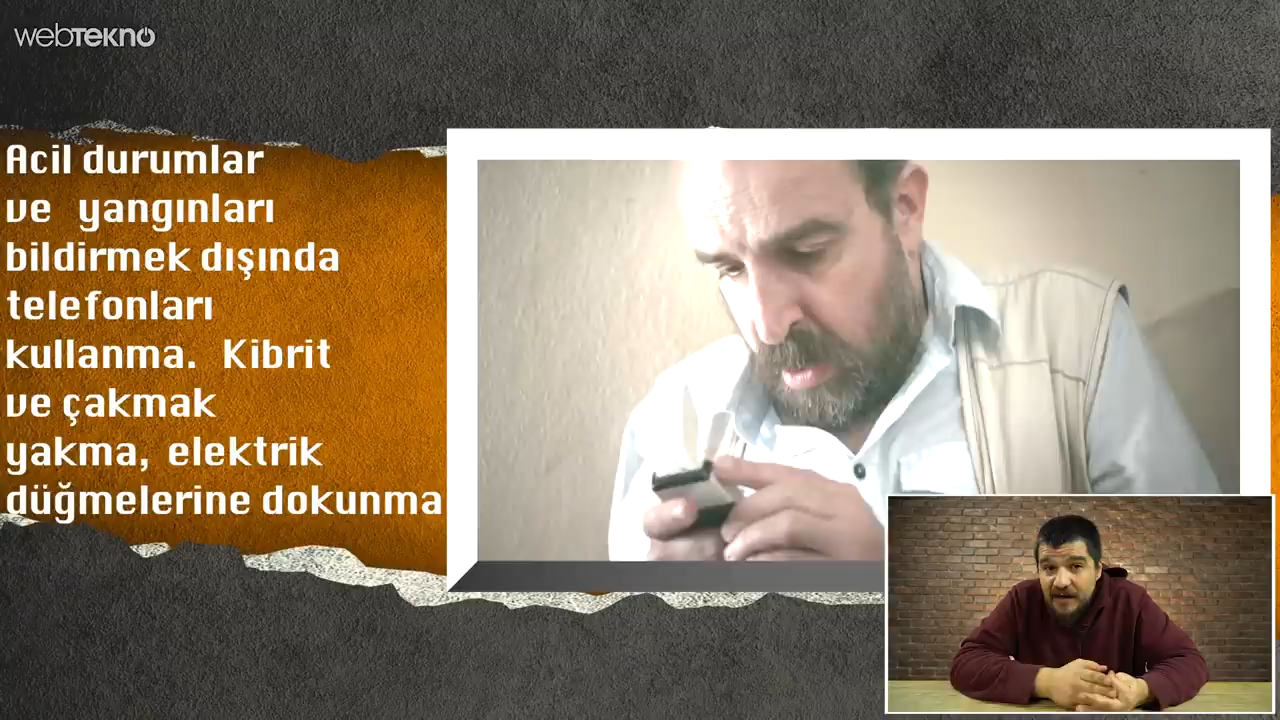 webTEKNO
Acil durumlar
ve yangınları
bildirmek dışında
telefonları
kullanma. Kibrit
ve çakmak
yakma, elektrik
düğmelerine dokunma